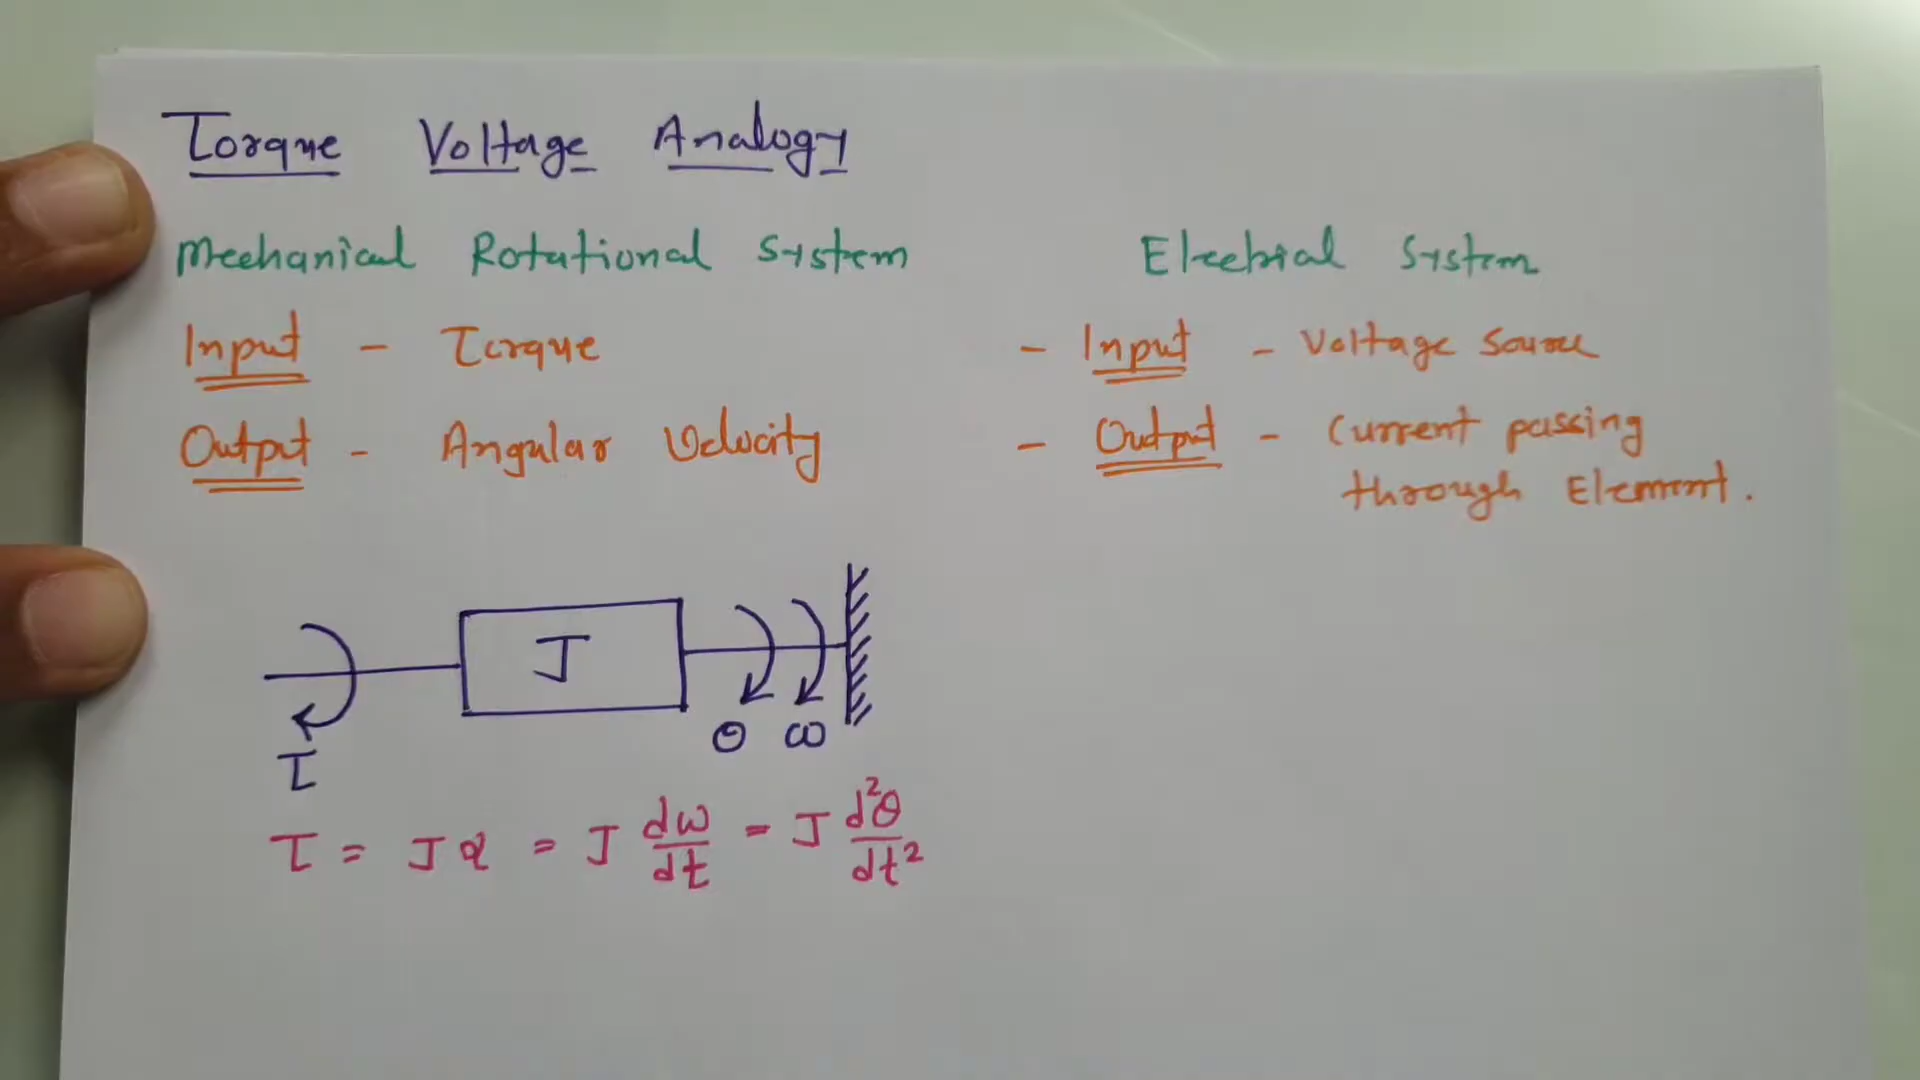 Torque Voltage Analogy
Mechanical Rotational System
Electrical System
Input - Torque
- Input - Voltage Source
Output - Angular Velocity
- Output - Current passing
through Element.
J
T
θ ω
T = Jα = J dω/dt = J d²θ/dt²